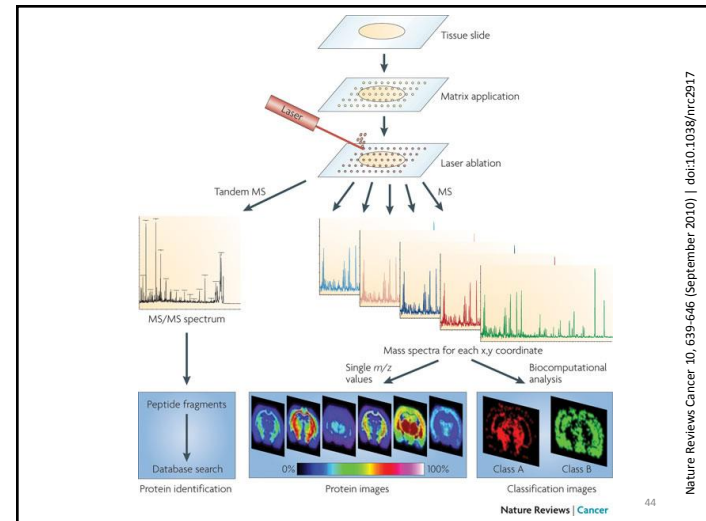 Tissue slide
Matrix application
Laser
Laser ablation
Tandem MS
MS
MS/MS spectrum
Mass spectra for each x,y coordinate
Single m/z
values
Biocomputational
analysis
Peptide fragments
Database search
0%
100%
Class A
Class B
Protein identification
Protein images
Classification images
Nature Reviews | Cancer
44
Nature Reviews Cancer 10, 639-646 (September 2010) | doi:10.1038/nrc2917